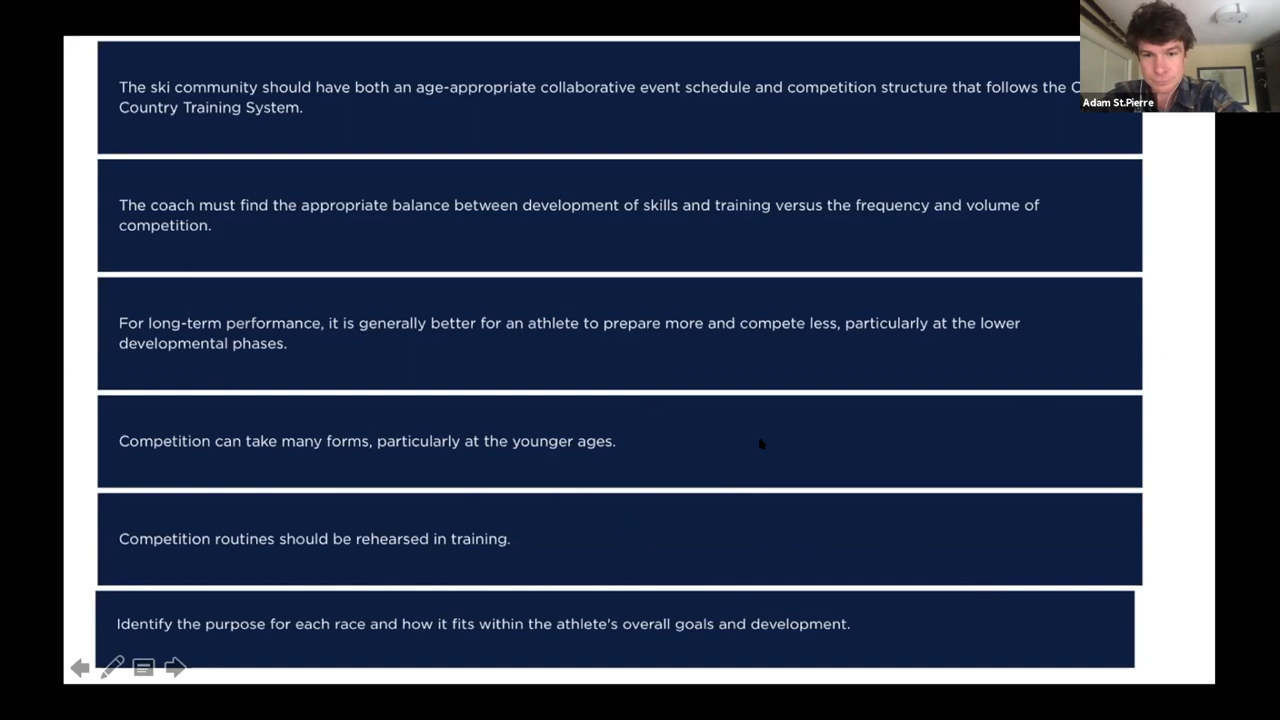 The ski community should have both an age-appropriate collaborative event schedule and competition structure that follows the
Country Training System.
Adam St.Pierre
The coach must find the appropriate balance between development of skills and training versus the frequency and volume of
competition.
For long-term performance, it is generally better for an athlete to prepare more and compete less, particularly at the lower
developmental phases.
Competition can take many forms, particularly at the younger ages.
Competition routines should be rehearsed in training.
Identify the purpose for each race and how it fits within the athlete's overall goals and development.